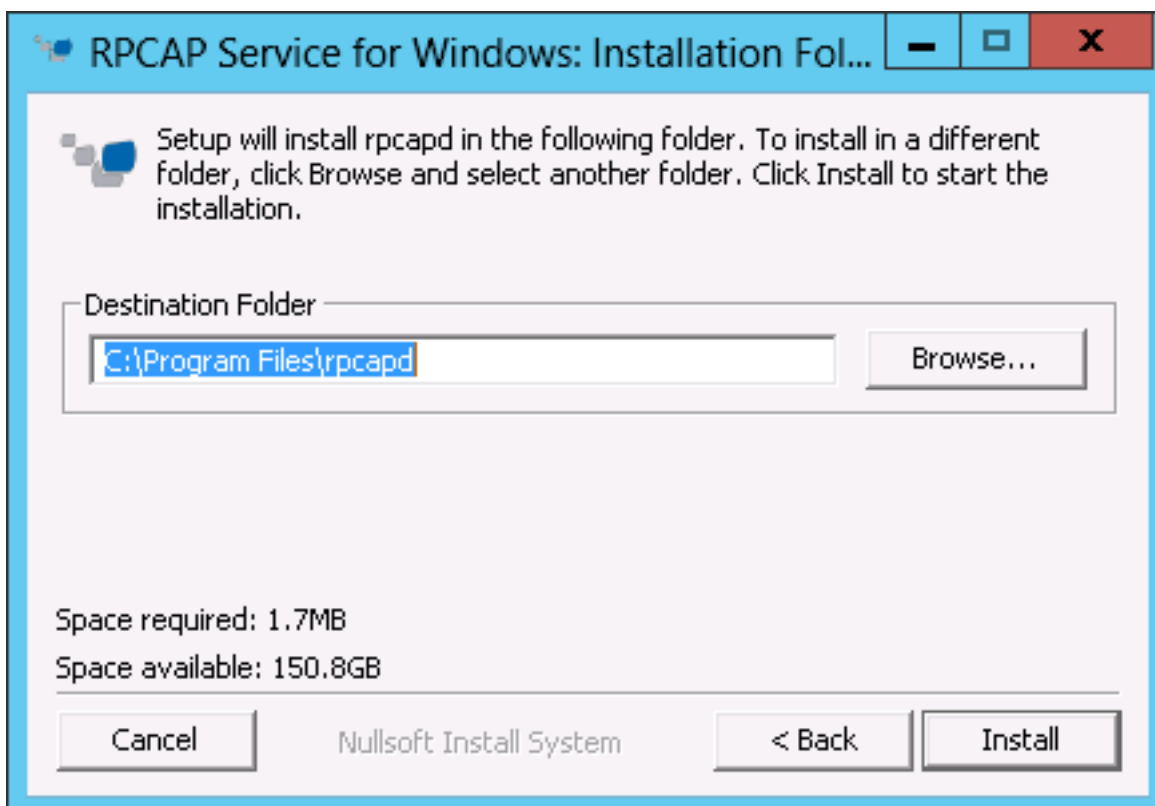 RPCAP Service for Windows: Installation Fol...
Setup will install rpcapd in the following folder. To install in a different
folder, click Browse and select another folder. Click Install to start the
installation.
Destination Folder
C:\Program Files\rpcapd
Browse...
Space required: 1.7MB
Space available: 150.8GB
Cancel
Nullsoft Install System
< Back
Install